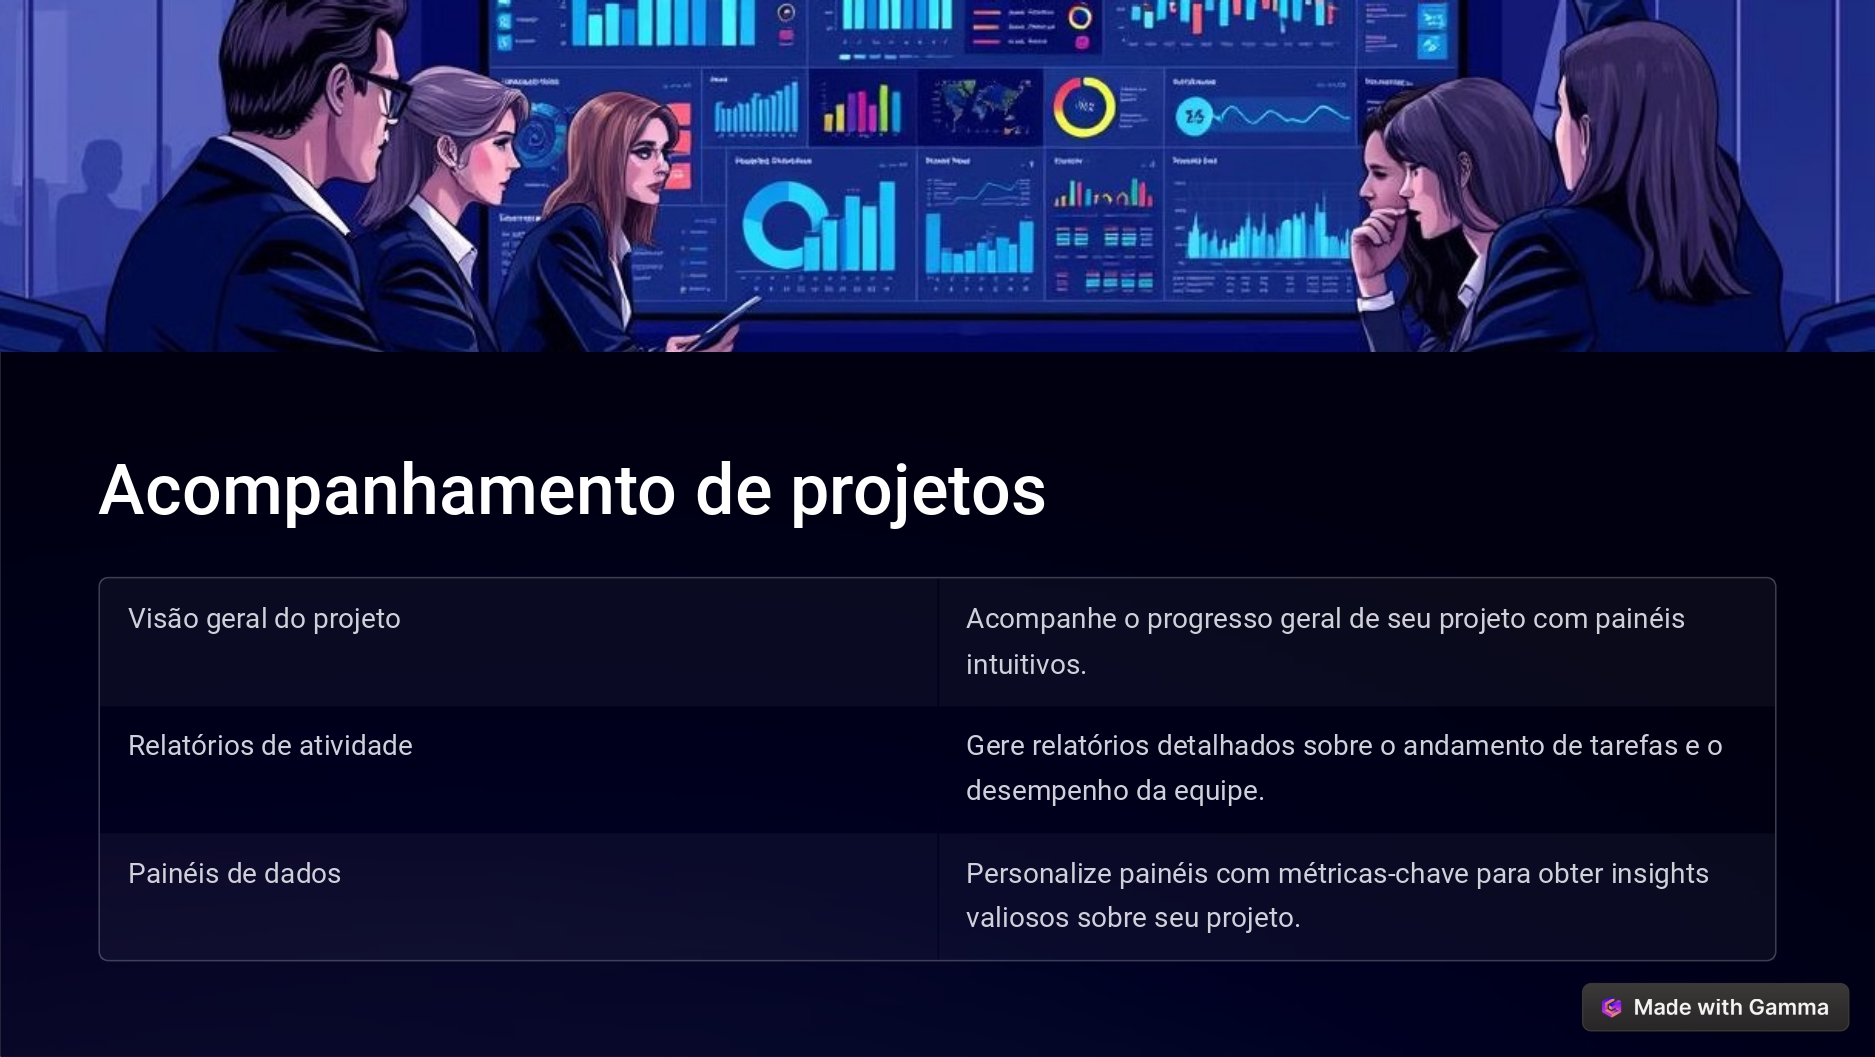 Acompanhamento de projetos
Visão geral do projeto
Acompanhe o progresso geral de seu projeto com painéis
intuitivos.
Relatórios de atividade
Gere relatórios detalhados sobre o andamento de tarefas e o
desempenho da equipe.
Painéis de dados
Personalize painéis com métricas-chave para obter insights
valiosos sobre seu projeto.
Made with Gamma